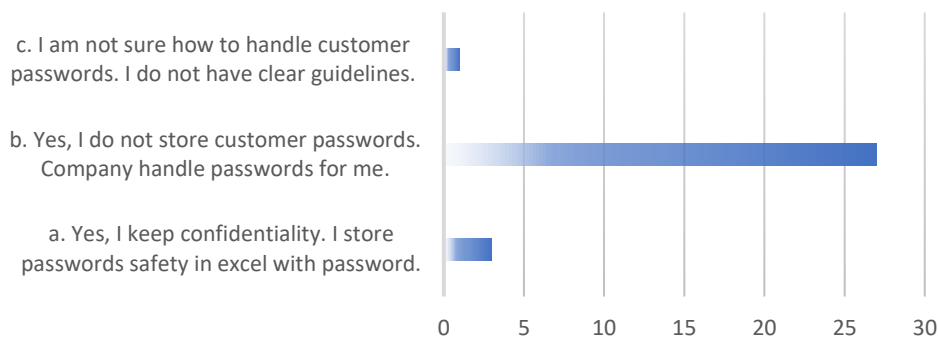 c. I am not sure how to handle customer
passwords. I do not have clear guidelines.
b. Yes, I do not store customer passwords.
Company handle passwords for me.
a. Yes, I keep confidentiality. I store
passwords safety in excel with password.
0 5 10 15 20 25 30